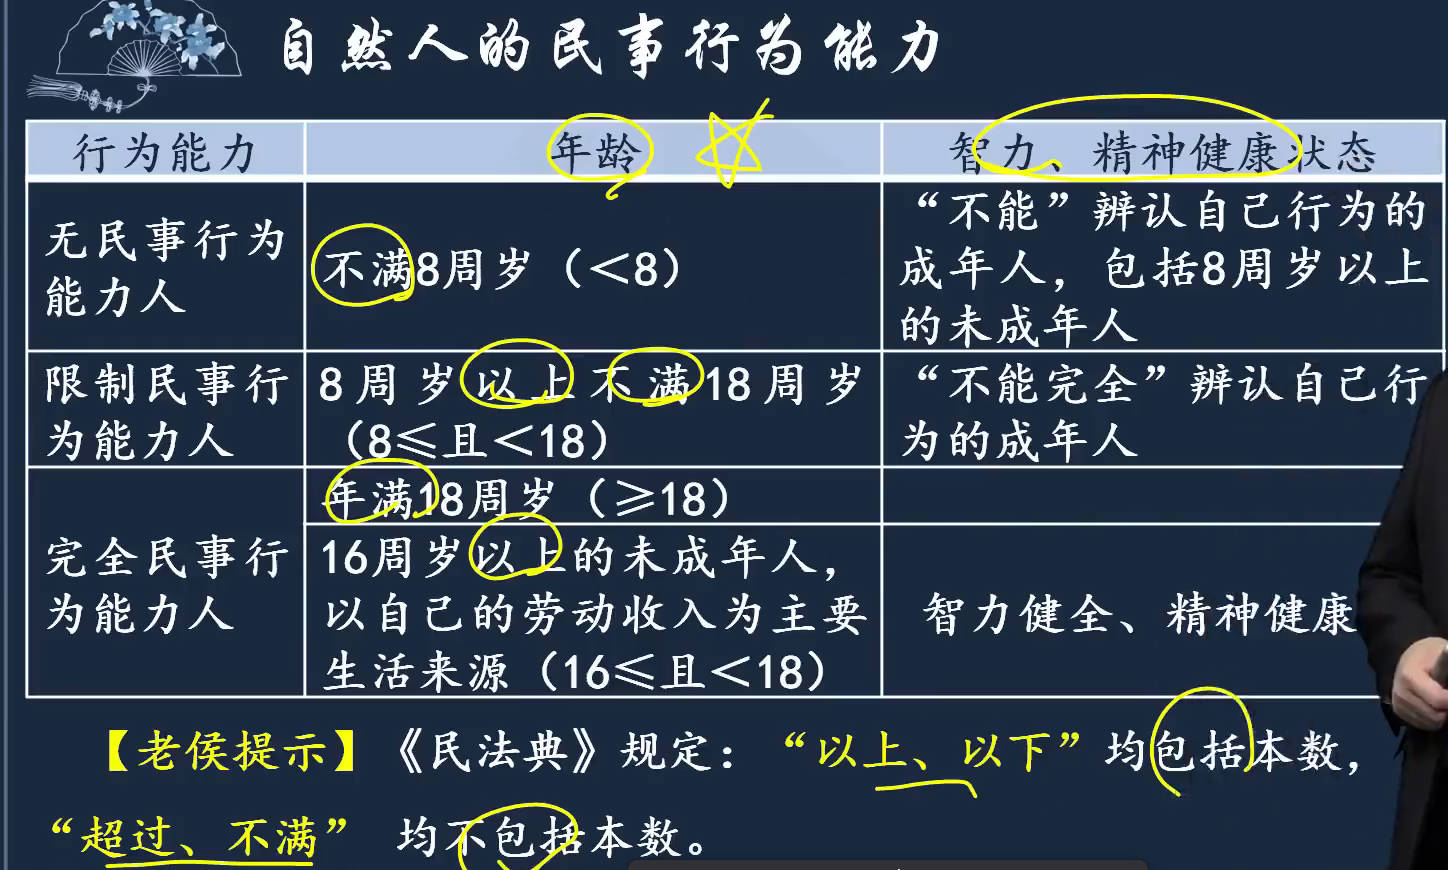 自然人的民事行为能力
行为能力
年龄
智力、精神健康状态
无民事行为
能力人
不满8周岁（＜8）
“不能”辨认自己行为的
成年人，包括8周岁以上
的未成年人
限制民事行
为能力人
8周岁以上不满18周岁
（8≤且＜18）
“不能完全”辨认自己行
为的成年人
完全民事行
为能力人
年满18周岁（≥18）
16周岁以上的未成年人，
以自己的劳动收入为主要
生活来源（16≤且＜18）
智力健全、精神健康
【老侯提示】《民法典》规定：“以上、以下”均包括本数，
“超过、不满” 均不包括本数。